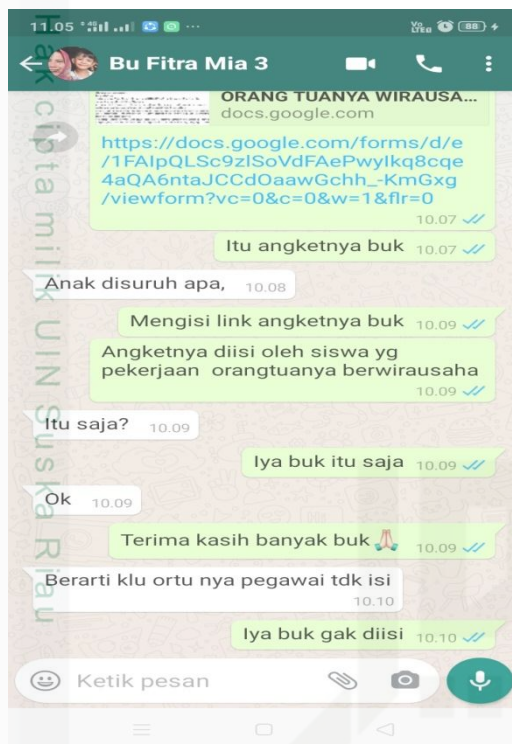 11.05
Vo
LTE
88
Bu Fitra Mia 3
ORANG TUANYA WIRAUSA...
docs.google.com
https://docs.google.com/forms/d/e
/1FAIpQLSc9zlSoVdFAePwyIkq8cqe
4aQA6ntaJCCdOaawGchh_-KmGxg
/viewform?vc=0&c=0&w=1&flr=0
10.07
Itu angketnya buk 10.07
Anak disuruh apa, 10.08
Mengisi link angketnya buk 10.09
Angketnya diisi oleh siswa yg
pekerjaan orangtuanya berwirausaha
10.09
Itu saja? 10.09
Iya buk itu saja 10.09
Ok 10.09
Terima kasih banyak buk🙏 10.09
Berarti klu ortu nya pegawai tdk isi
10.10
Iya buk gak diisi 10.10
Ketik pesan
Hak cipta milik UIN Suska Riau